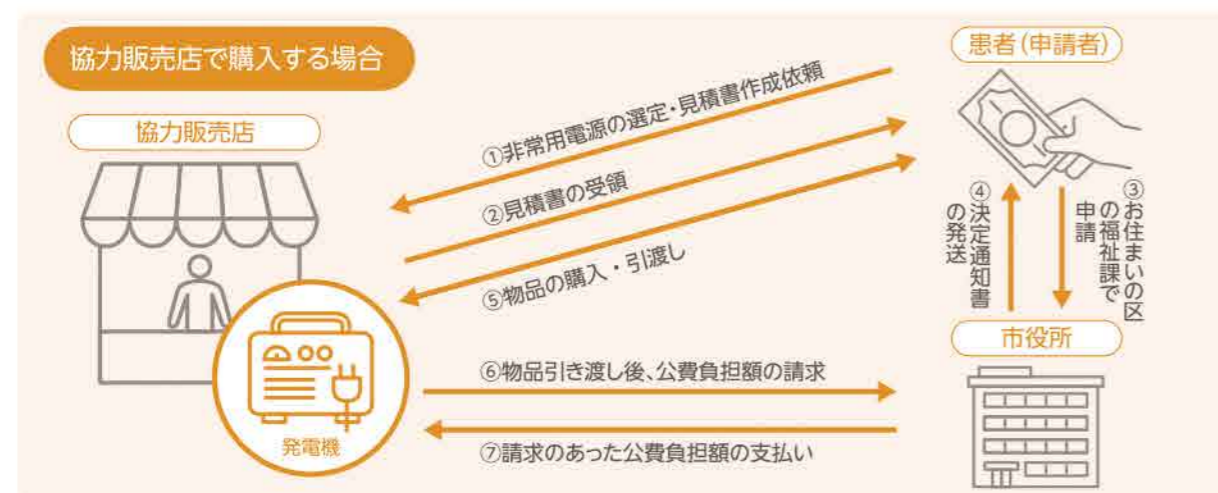 協力販売店で購入する場合
協力販売店
患者(申請者)
①非常用電源の選定・見積書作成依頼
②見積書の受領
③お住まいの区
の福祉課で
申請
④決定通知書
の発送
⑤物品の購入・引渡し
市役所
⑥物品引き渡し後、公費負担額の請求
発電機
⑦請求のあった公費負担額の支払い